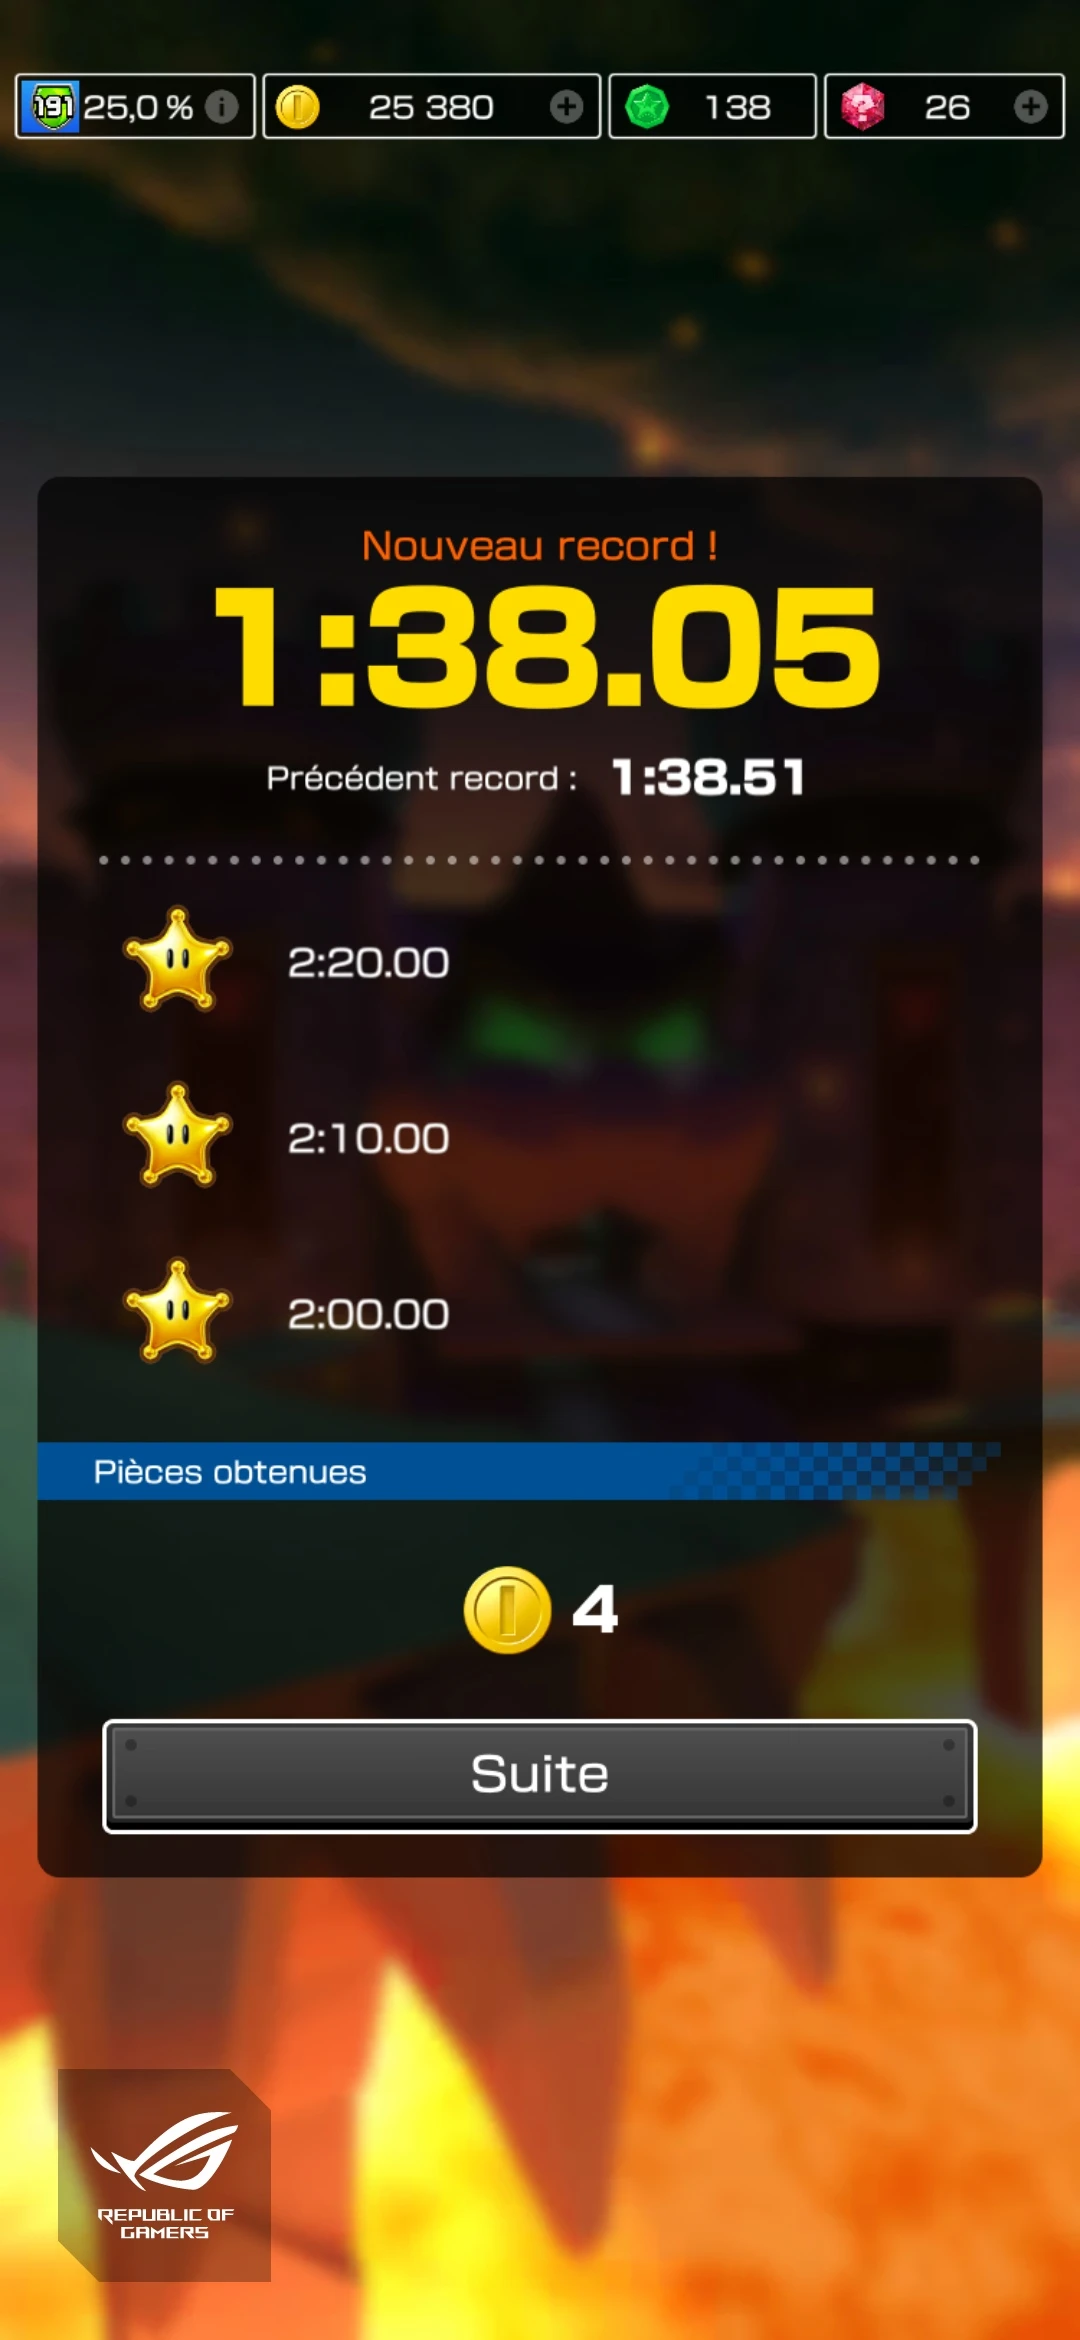 191 25,0 % 25 380 138 26
Nouveau record !
1:38.05
Précédent record : 1:38.51
2:20.00
2:10.00
2:00.00
Pièces obtenues
4
Suite
REPUBLIC OF
GAMERS